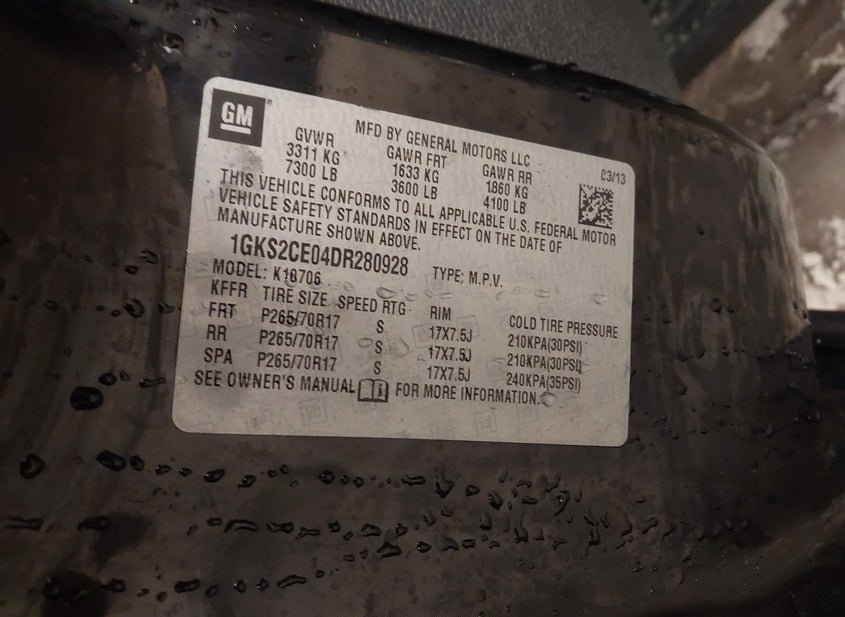 GM
MFD BY GENERAL MOTORS LLC 03/13
GVWR GAWR FRT GAWR RR
3311 KG 1633 KG 1860 KG
7300 LB 3600 LB 4100 LB
THIS VEHICLE CONFORMS TO ALL APPLICABLE U.S. FEDERAL MOTOR
VEHICLE SAFETY STANDARDS IN EFFECT ON THE DATE OF
MANUFACTURE SHOWN ABOVE.
1GKS2CE04DR280928 TYPE; M.P.V.
MODEL: K10706
KFFR TIRE SIZE SPEED RTG RIM COLD TIRE PRESSURE
FRT P265/70R17 S 17X7.5J 210KPA(30PSI)
RR P265/70R17 S 17X7.5J 210KPA(30PSI)
SPA P265/70R17 S 17X7.5J 240KPA(35PSI)
SEE OWNER'S MANUAL FOR MORE INFORMATION.